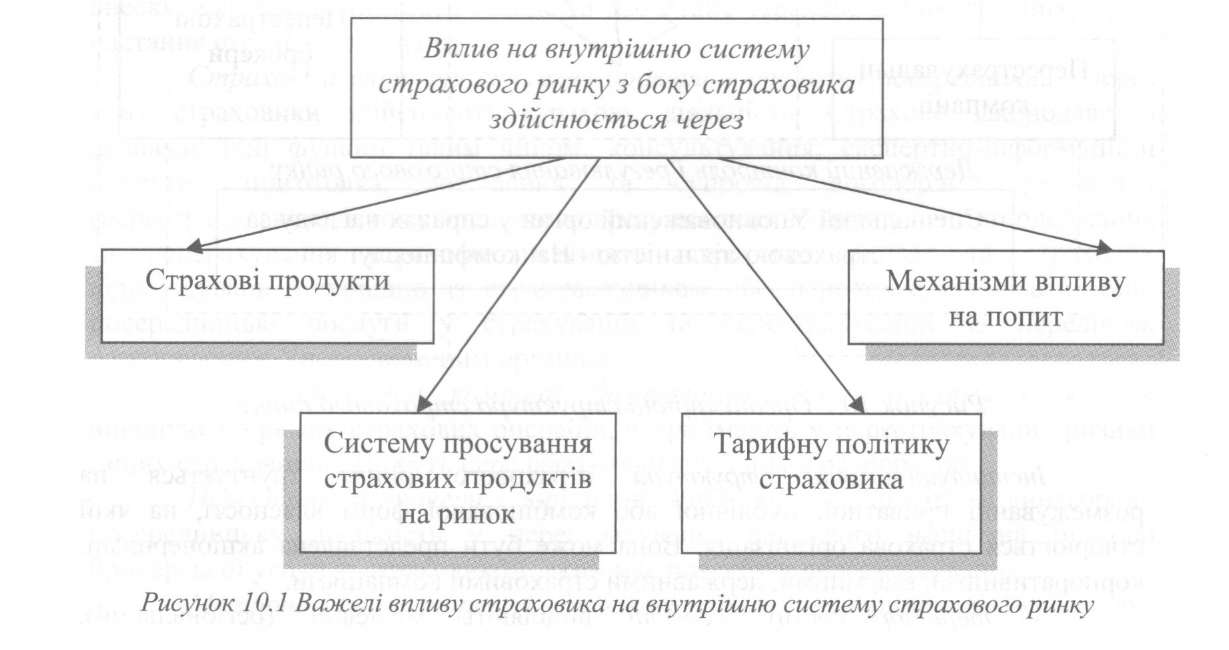 Вплив на внутрішню систему
страхового ринку з боку страховика
здійснюється через
Страхові продукти
Механізми впливу
на попит
Систему просування
страхових продуктів
на ринок
Тарифну політику
страховика
Рисунок 10.1 Важелі впливу страховика на внутрішню систему страхового ринку